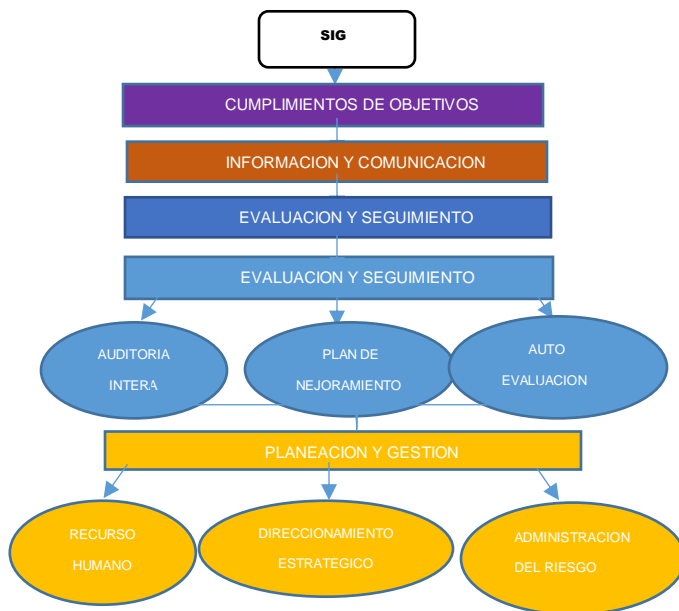 SIG
CUMPLIMIENTOS DE OBJETIVOS
INFORMACION Y COMUNICACION
EVALUACION Y SEGUIMIENTO
EVALUACION Y SEGUIMIENTO
AUDITORIA
INTERA
PLAN DE
NEJORAMIENTO
AUTO
EVALUACION
PLANEACION Y GESTION
RECURSO
HUMANO
DIRECCIONAMIENTO
ESTRATEGICO
ADMINISTRACION
DEL RIESGO